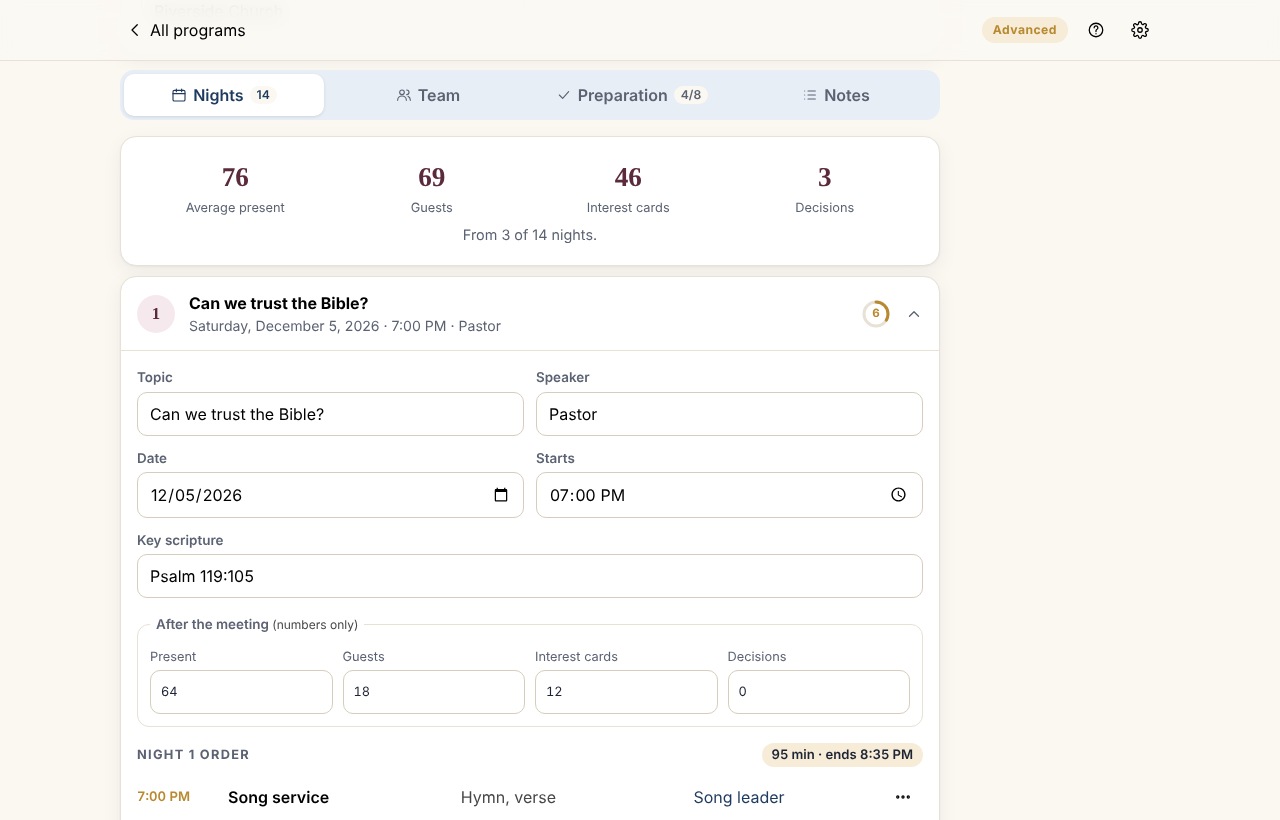 All programs
Advanced
Nights 14
Team
Preparation 4/8
Notes
76
69
46
3
Average present
Guests
Interest cards
Decisions
From 3 of 14 nights.
1
Can we trust the Bible?
Saturday, December 5, 2026 · 7:00 PM · Pastor
6
Topic
Speaker
Can we trust the Bible?
Pastor
Date
Starts
12/05/2026
07:00 PM
Key scripture
Psalm 119:105
After the meeting (numbers only)
Present
Guests
Interest cards
Decisions
64
18
12
0
NIGHT 1 ORDER
95 min · ends 8:35 PM
7:00 PM
Song service
Hymn, verse
Song leader